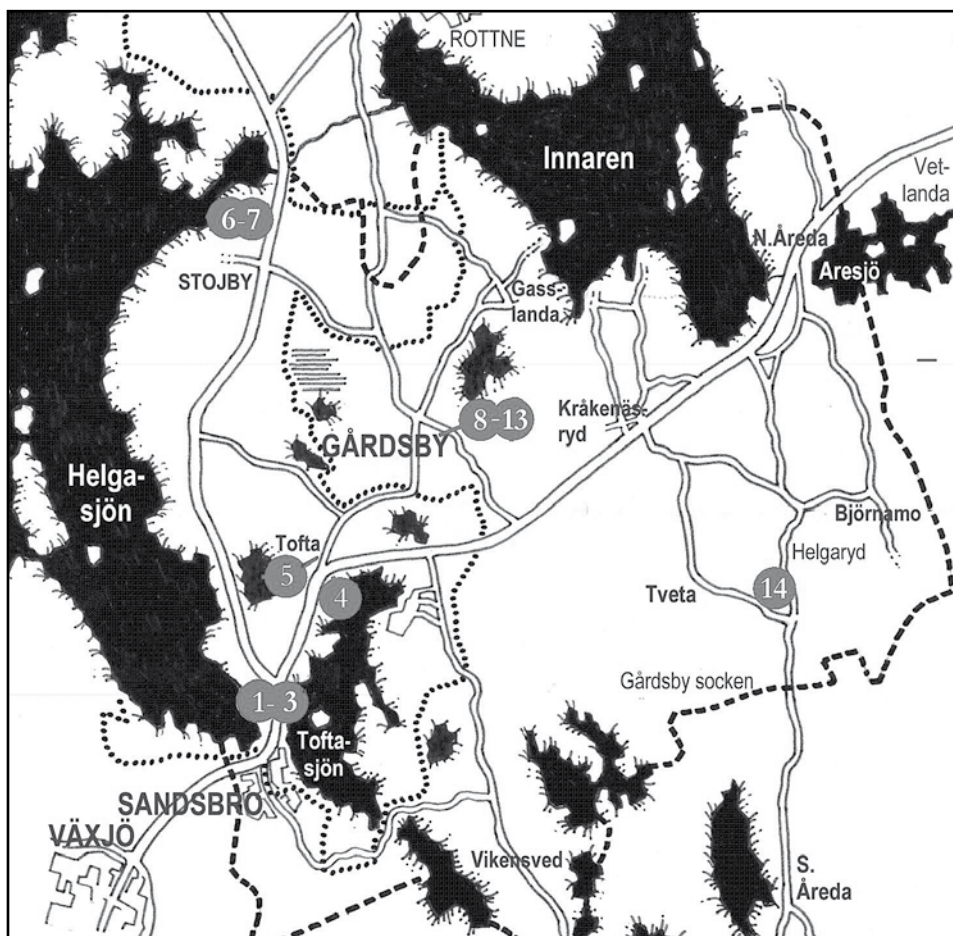 ROTTNE
Innaren
Vet-
landa
N.Åreda
Aresjö
6-7
STOJBY
Gass-
landa
8-13
Kråkenäs-
ryd
GÅRDSBY
Helga-
sjön
Björnamo
Tofta
Helgaryd
5
4
14
Tveta
Gårdsby socken
1-3
Tofta-
sjön
SANDSBRO
VÄXJÖ
Vikensved
S.
Åreda